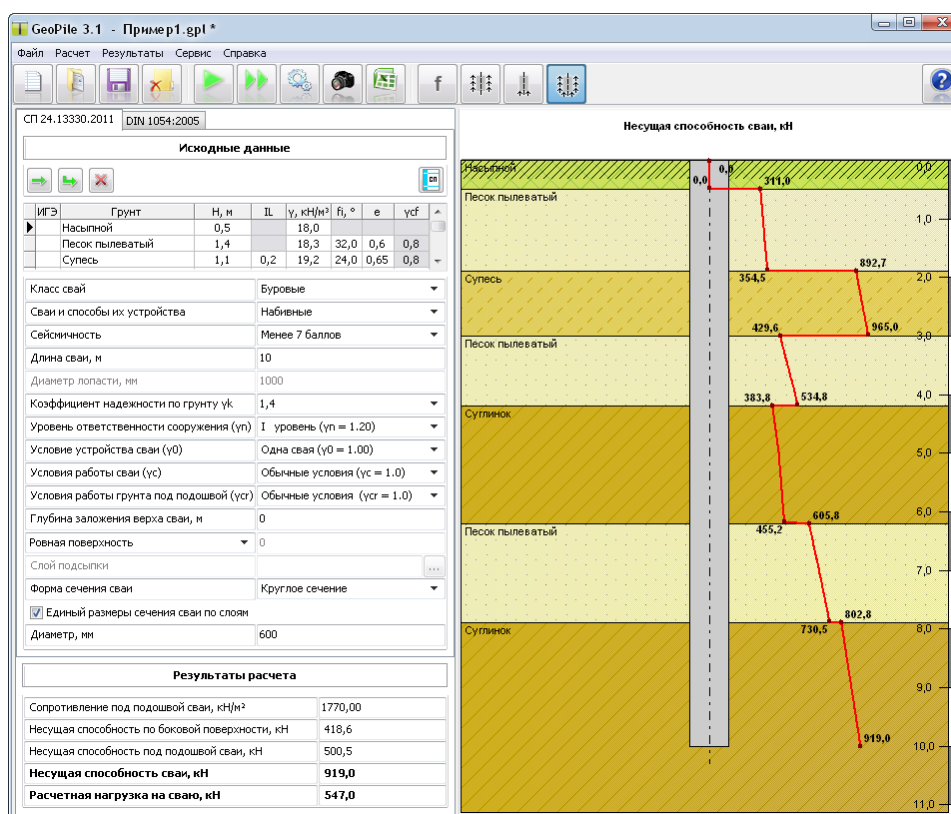 GeoPile 3.1 - Пример1.gpl *
Файл Расчет Результаты Сервис Справка
f
?
СП 24.13330.2011 DIN 1054:2005
Исходные данные
сп
ИГЭ Грунт H, м IL γ, кН/м³ fi, ° e γcf
Насыпной 0,5 18,0
Песок пылеватый 1,4 18,3 32,0 0,6 0,8
Супесь 1,1 0,2 19,2 24,0 0,65 0,8
Класс свай Буровые
Сваи и способы их устройства Набивные
Сейсмичность Менее 7 баллов
Длина сваи, м 10
Диаметр лопасти, мм 1000
Коэффициент надежности по грунту γk 1,4
Уровень ответственности сооружения (γn) I уровень (γn = 1.20)
Условие устройства сваи (γ0) Одна свая (γ0 = 1.00)
Условия работы сваи (γc) Обычные условия (γc = 1.0)
Условия работы грунта под подошвой (γcr) Обычные условия (γcr = 1.0)
Глубина заложения верха сваи, м 0
Ровная поверхность 0
Слой подсыпки ...
Форма сечения сваи Круглое сечение
Единый размеры сечения сваи по слоям
Диаметр, мм 600
Результаты расчета
Сопротивление под подошвой сваи, кН/м² 1770,00
Несущая способность по боковой поверхности, кН 418,6
Несущая способность под подошвой сваи, кН 500,5
Несущая способность сваи, кН 919,0
Расчетная нагрузка на сваю, кН 547,0
Несущая способность сваи, кН
Насыпной 0,0 0,0
0,0 311,0
Песок пылеватый
1,0
354,5 892,7
Супесь 2,0
429,6 965,0
3,0
Песок пылеватый
383,8 534,8 4,0
Суглинок
5,0
6,0
455,2 605,8
Песок пылеватый
7,0
730,5 802,8
Суглинок 8,0
9,0
919,0
10,0
11,0